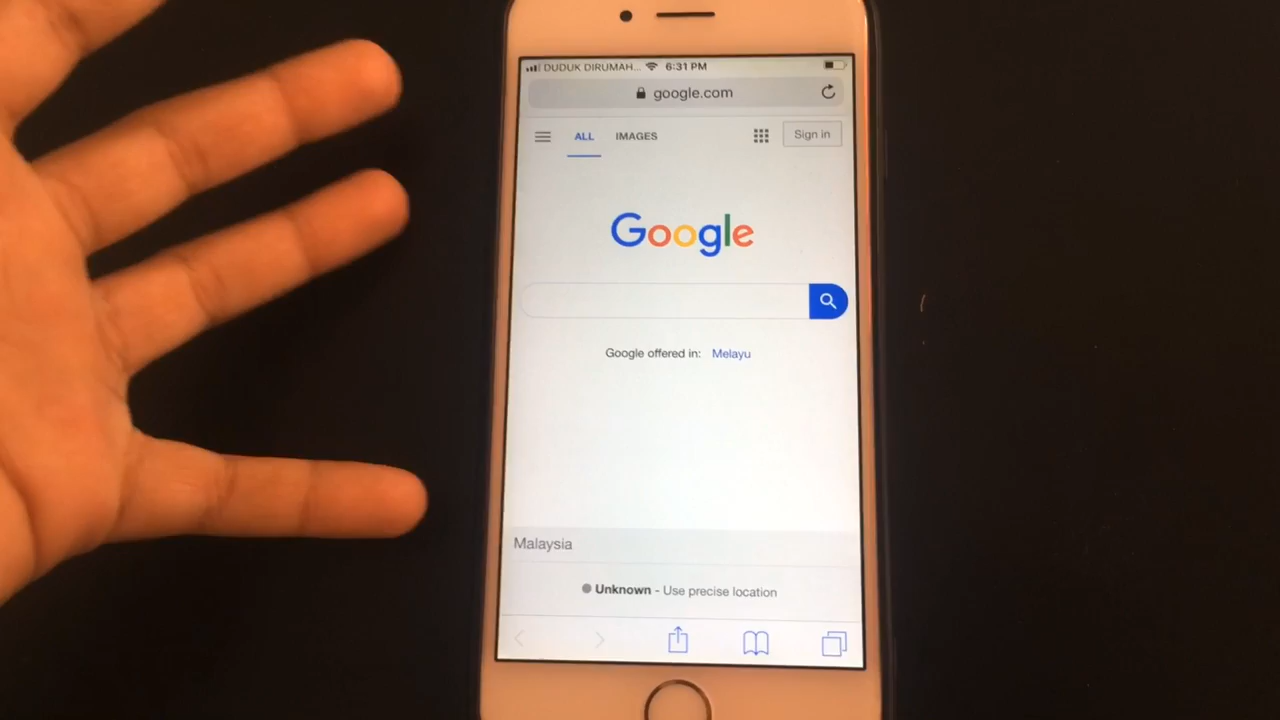 DUDUK DIRUMAH... 6:31 PM
google.com
ALL IMAGES Sign in
Google
Google offered in: Melayu
Malaysia
Unknown - Use precise location